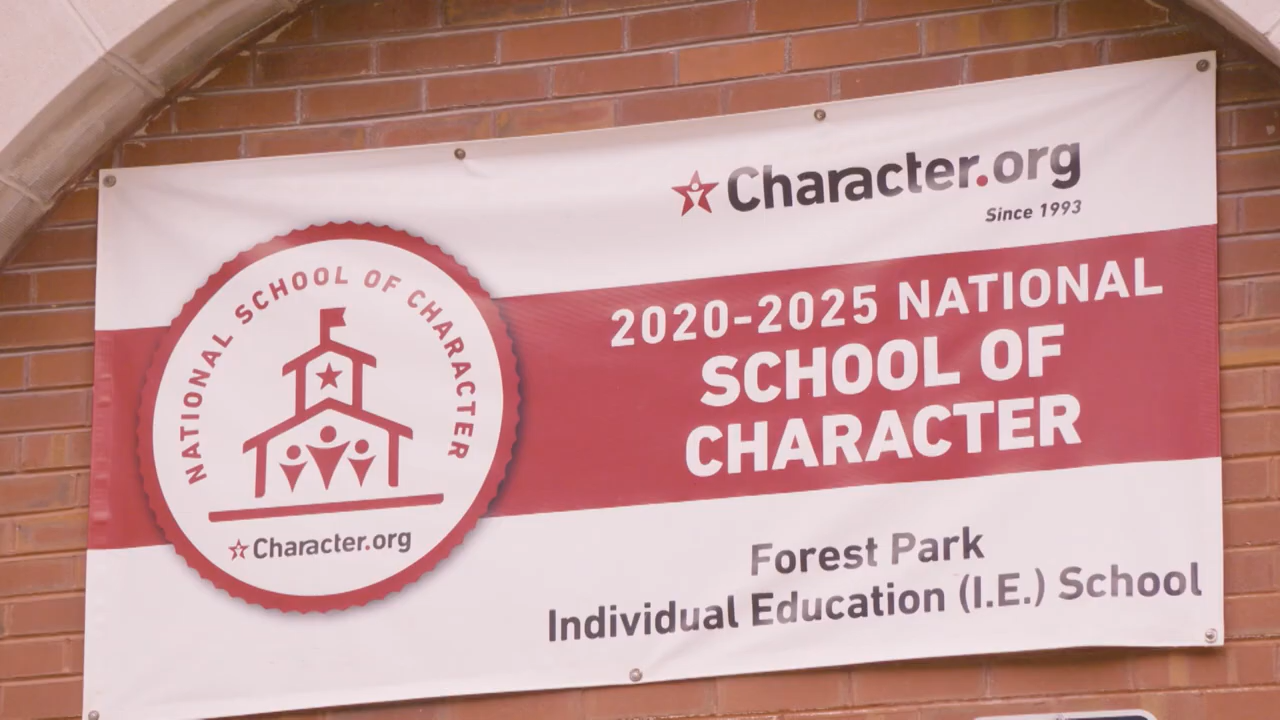 Character.org
Since 1993
NATIONAL SCHOOL OF CHARACTER
Character.org
2020-2025 NATIONAL
SCHOOL OF
CHARACTER
Forest Park
Individual Education (I.E.) School